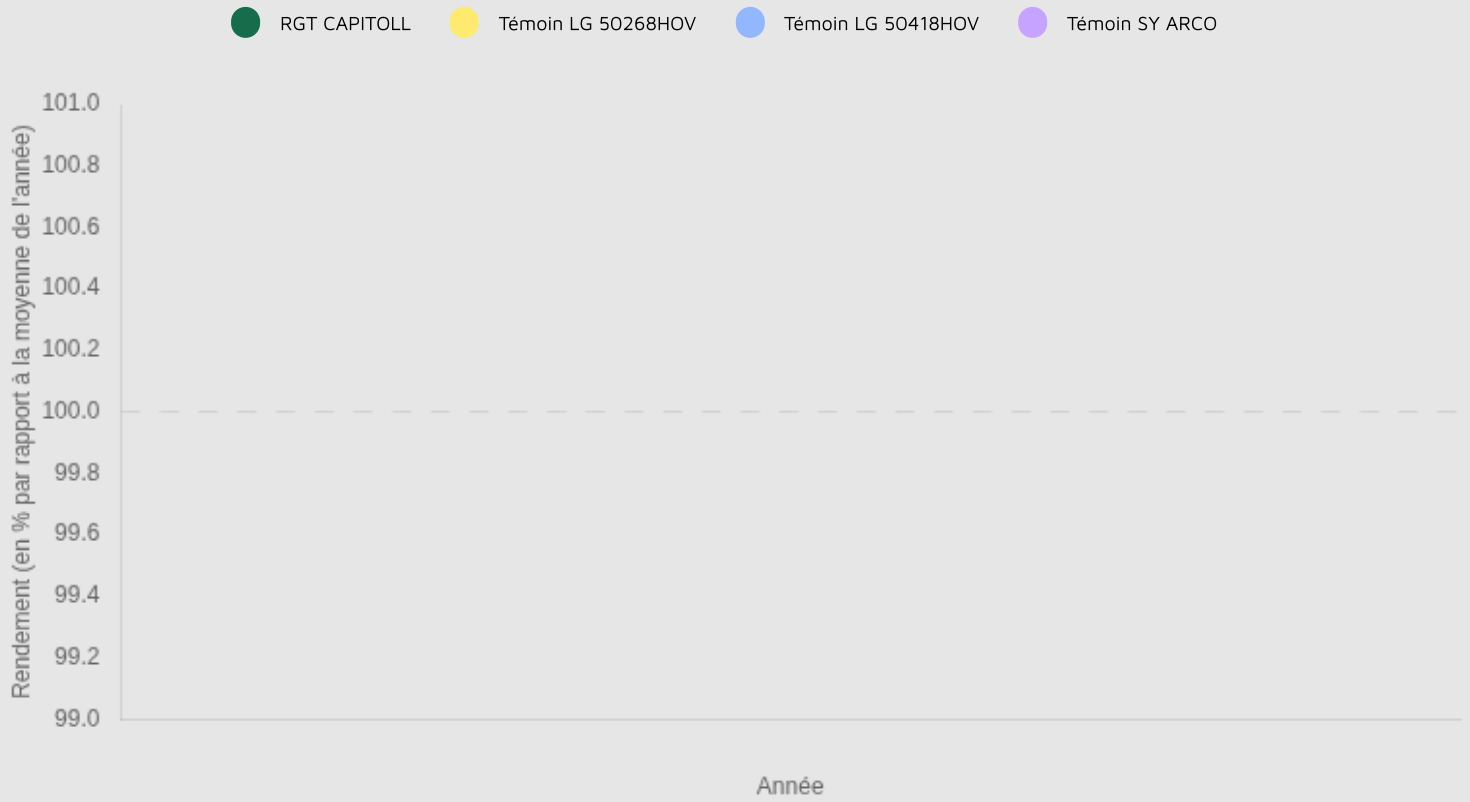 RGT CAPITOLL
Témoin LG 50268HOV
Témoin LG 50418HOV
Témoin SY ARCO
Rendement (en % par rapport à la moyenne de l'année)
101.0
100.8
100.6
100.4
100.2
100.0
99.8
99.6
99.4
99.2
99.0
Année